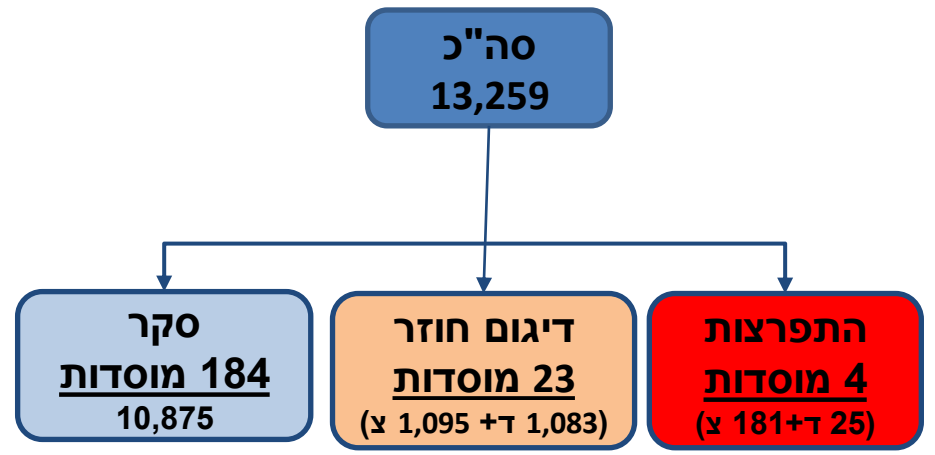 סה"כ
13,259
התפרצות
4 מוסדות
(25 ד+181 צ)
דיגום חוזר
23 מוסדות
(1,083 ד+ 1,095 צ)
סקר
184 מוסדות
10,875